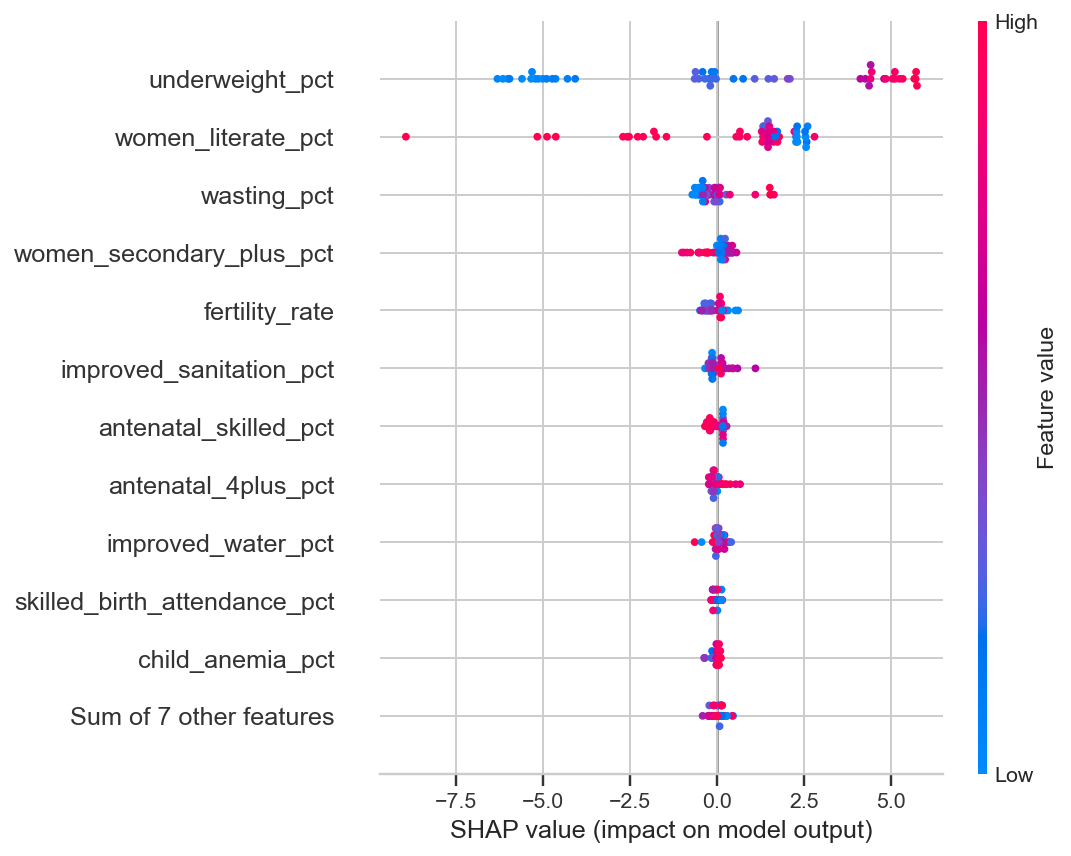 High
underweight_pct
women_literate_pct
wasting_pct
women_secondary_plus_pct
fertility_rate
improved_sanitation_pct
antenatal_skilled_pct
antenatal_4plus_pct
improved_water_pct
skilled_birth_attendance_pct
child_anemia_pct
Sum of 7 other features
Feature value
Low
−7.5 −5.0 −2.5 0.0 2.5 5.0
SHAP value (impact on model output)